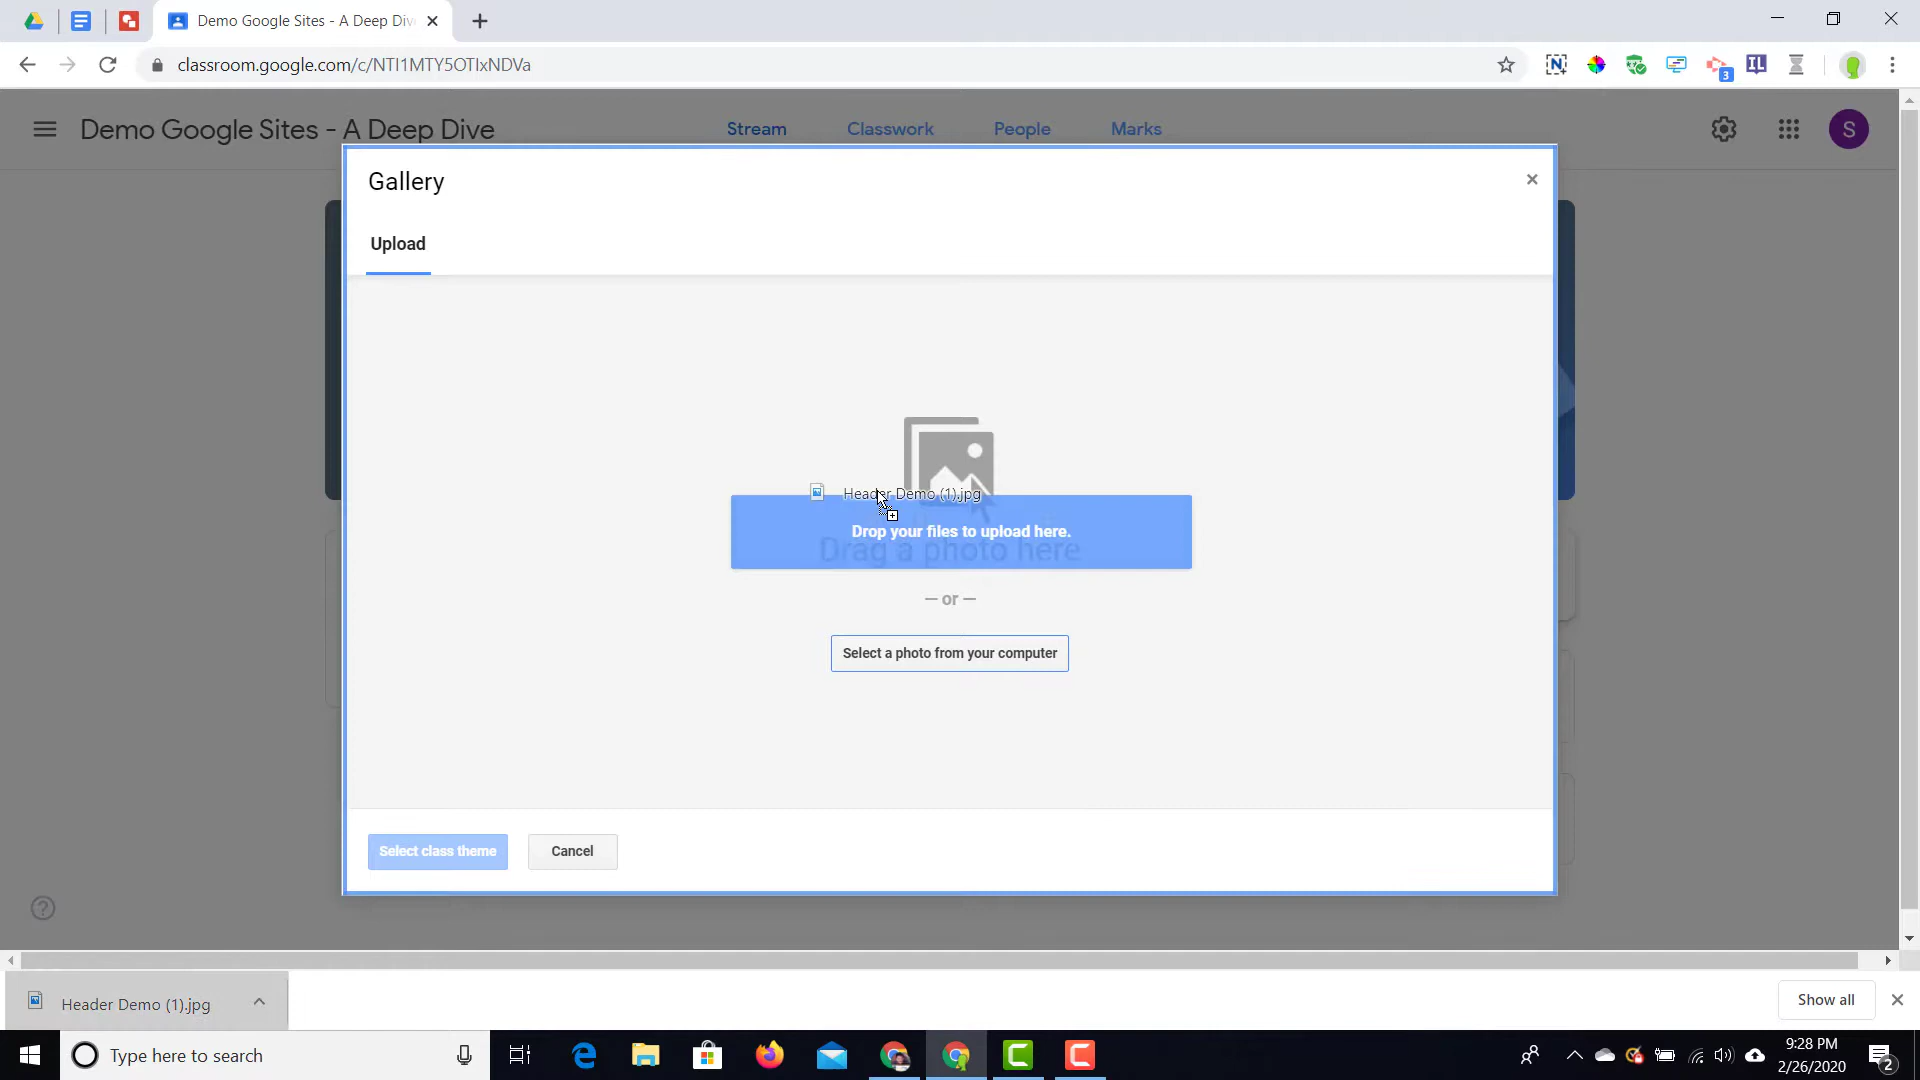 Demo Google Sites - A Deep Div
classroom.google.com/c/NTI1MTY5OTIxNDVa
3
IL
Demo Google Sites - A Deep Dive
Stream
Classwork
People
Marks
S
Gallery
Upload
Header Demo (1).jpg
Drop your files to upload here.
Drag a photo here
— or —
Select a photo from your computer
Select class theme
Cancel
Header Demo (1).jpg
Show all
Type here to search
9:28 PM
2/26/2020
2